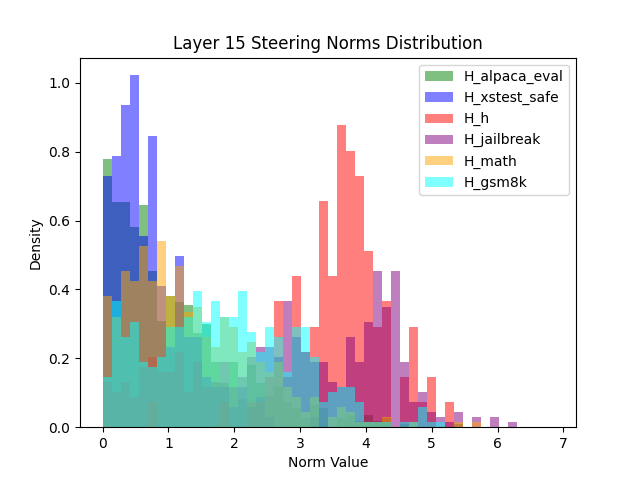 Layer 15 Steering Norms Distribution
H_alpaca_eval
H_xstest_safe
H_h
H_jailbreak
H_math
H_gsm8k
Density
1.0
0.8
0.6
0.4
0.2
0.0
0 1 2 3 4 5 6 7
Norm Value